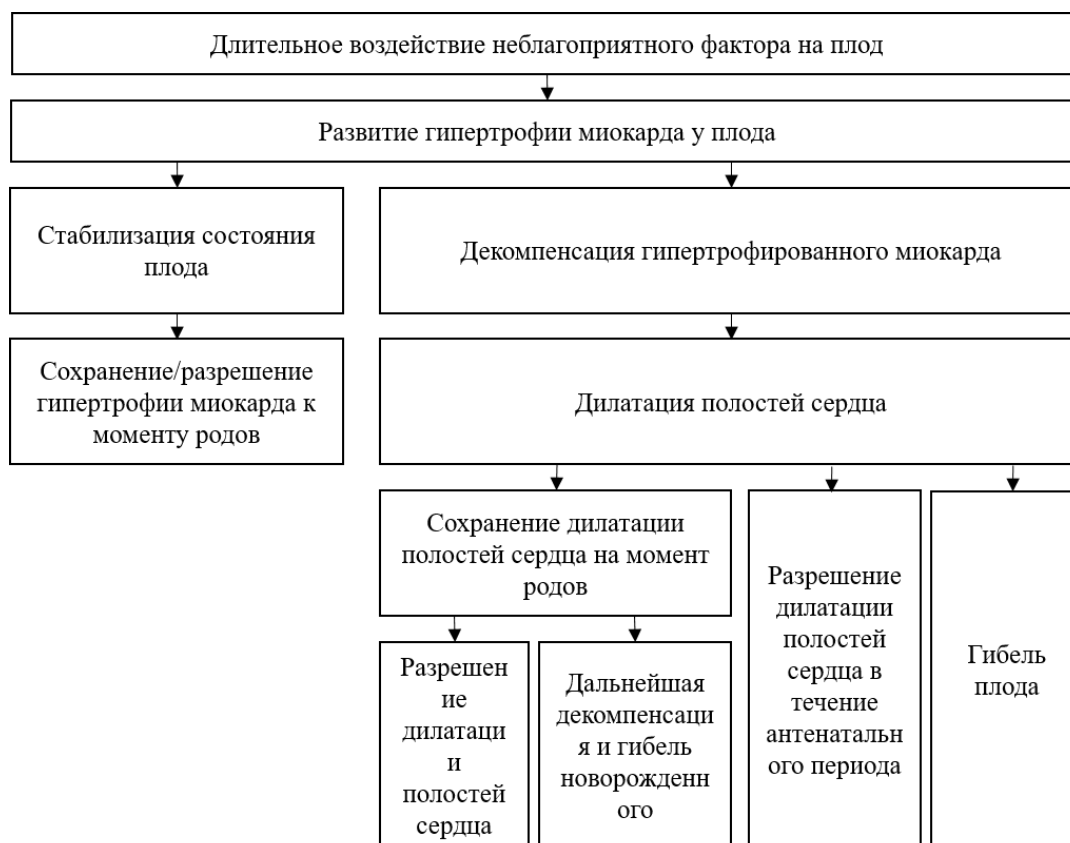 Длительное воздействие неблагоприятного фактора на плод
Развитие гипертрофии миокарда у плода
Стабилизация состояния
плода
Декомпенсация гипертрофированного миокарда
Сохранение/разрешение
гипертрофии миокарда к
моменту родов
Дилатация полостей сердца
Сохранение дилатации
полостей сердца на момент
родов
Разрешен
ие
дилатаци
и
полостей
сердца
Дальнейшая
декомпенсаци
я и гибель
новорожденн
ого
Разрешение
дилатации
полостей
сердца в
течение
антенатальн
ого периода
Гибель
плода